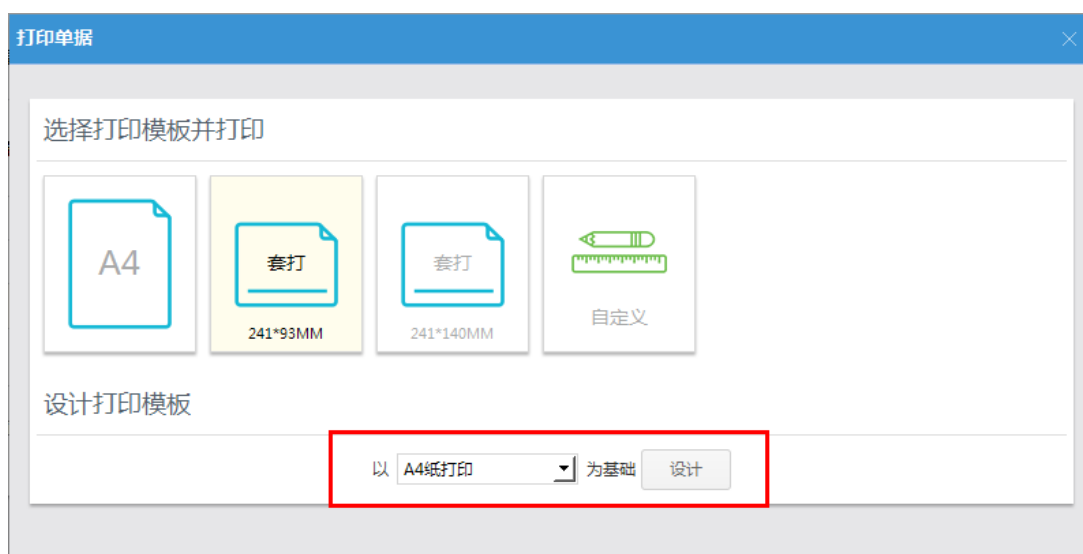 打印单据
选择打印模板并打印
A4
套打
241*93MM
套打
241*140MM
自定义
设计打印模板
以 A4纸打印 为基础 设计